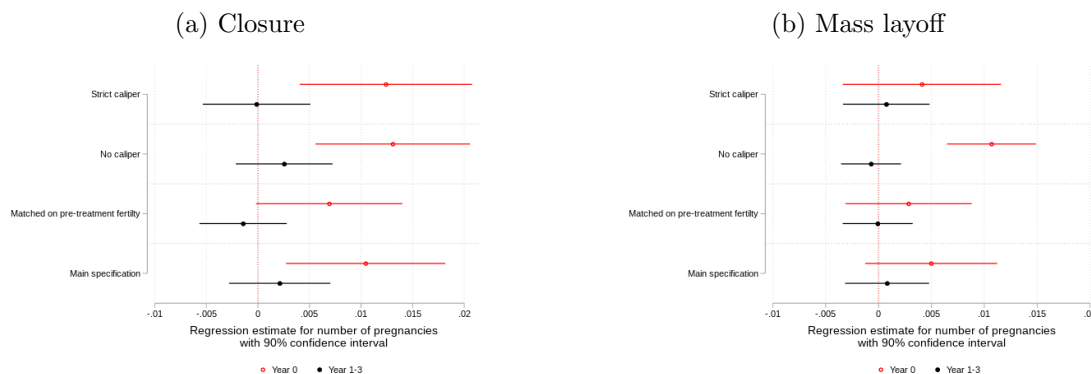 (a) Closure
(b) Mass layoff
Strict caliper
No caliper
Matched on pre-treatment fertilty
Main specification
-.01 -.005 0 .005 .01 .015 .02
Regression estimate for number of pregnancies
with 90% confidence interval
Year 0 Year 1-3
Strict caliper
No caliper
Matched on pre-treatment fertilty
Main specification
-.01 -.005 0 .005 .01 .015
Regression estimate for number of pregnancies
with 90% confidence interval
Year 0 Year 1-3